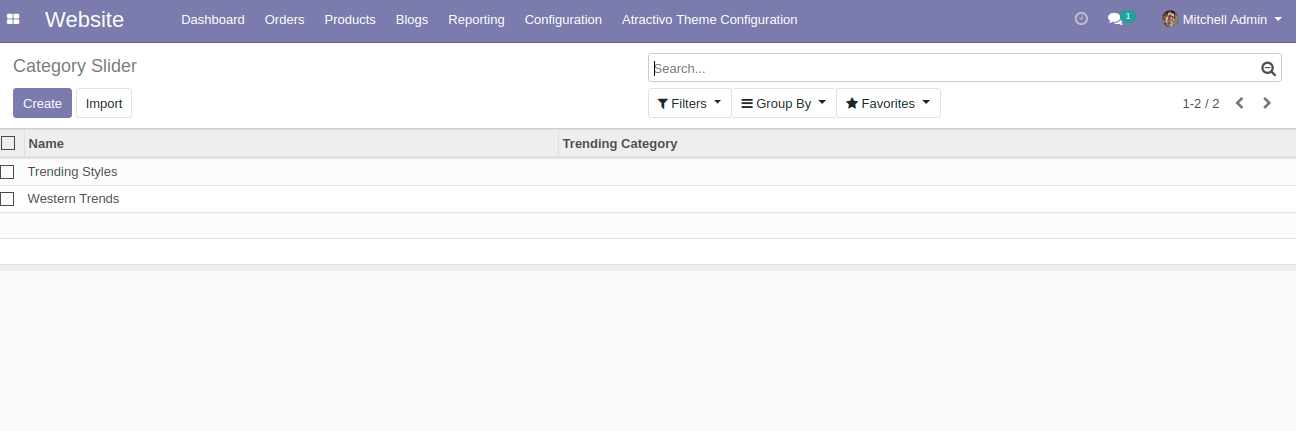 Website Dashboard Orders Products Blogs Reporting Configuration Atractivo Theme Configuration 1 Mitchell Admin
Category Slider Search...
Create Import Filters Group By Favorites 1-2 / 2
Name Trending Category
Trending Styles
Western Trends